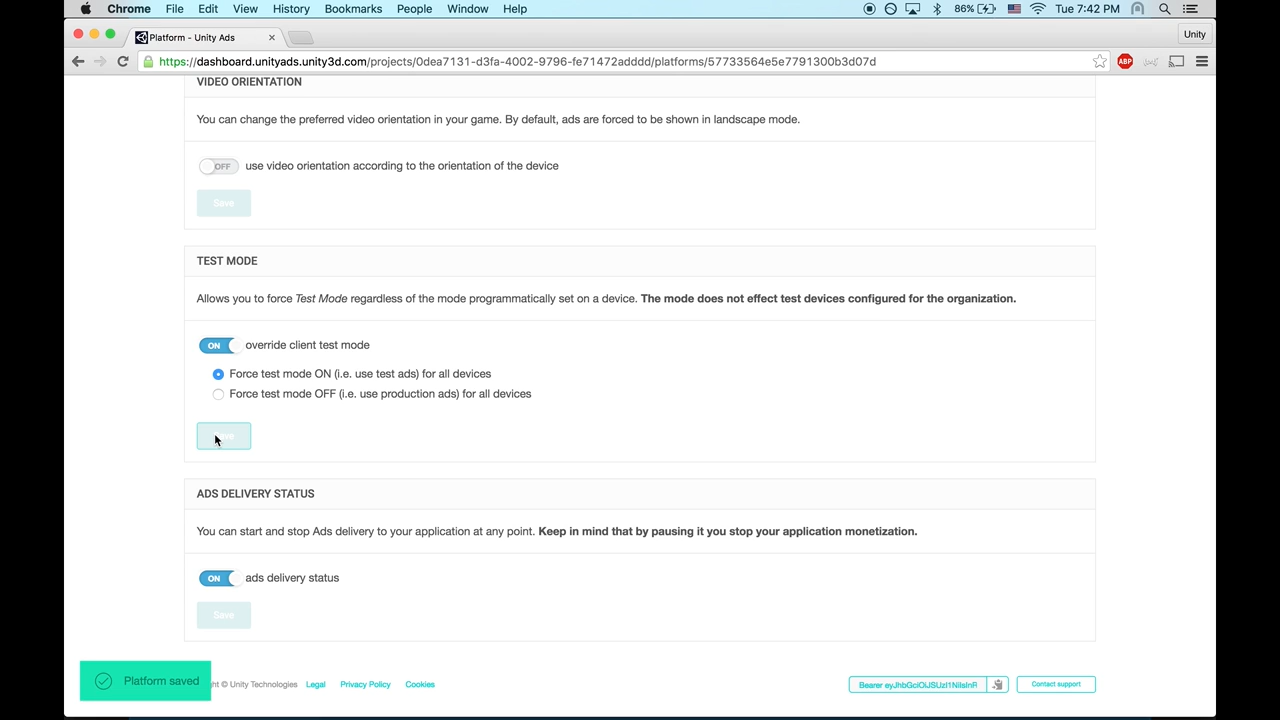 Chrome File Edit View History Bookmarks People Window Help 86% Tue 7:42 PM
Platform - Unity Ads Unity
https://dashboard.unityads.unity3d.com/projects/0dea7131-d3fa-4002-9796-fe71472adddd/platforms/57733564e5e7791300b3d07d ABP
VIDEO ORIENTATION
You can change the preferred video orientation in your game. By default, ads are forced to be shown in landscape mode.
OFF use video orientation according to the orientation of the device
Save
TEST MODE
Allows you to force Test Mode regardless of the mode programmatically set on a device. The mode does not effect test devices configured for the organization.
ON override client test mode
Force test mode ON (i.e. use test ads) for all devices
Force test mode OFF (i.e. use production ads) for all devices
Save
ADS DELIVERY STATUS
You can start and stop Ads delivery to your application at any point. Keep in mind that by pausing it you stop your application monetization.
ON ads delivery status
Save
Platform saved ght © Unity Technologies Legal Privacy Policy Cookies Bearer Contact support